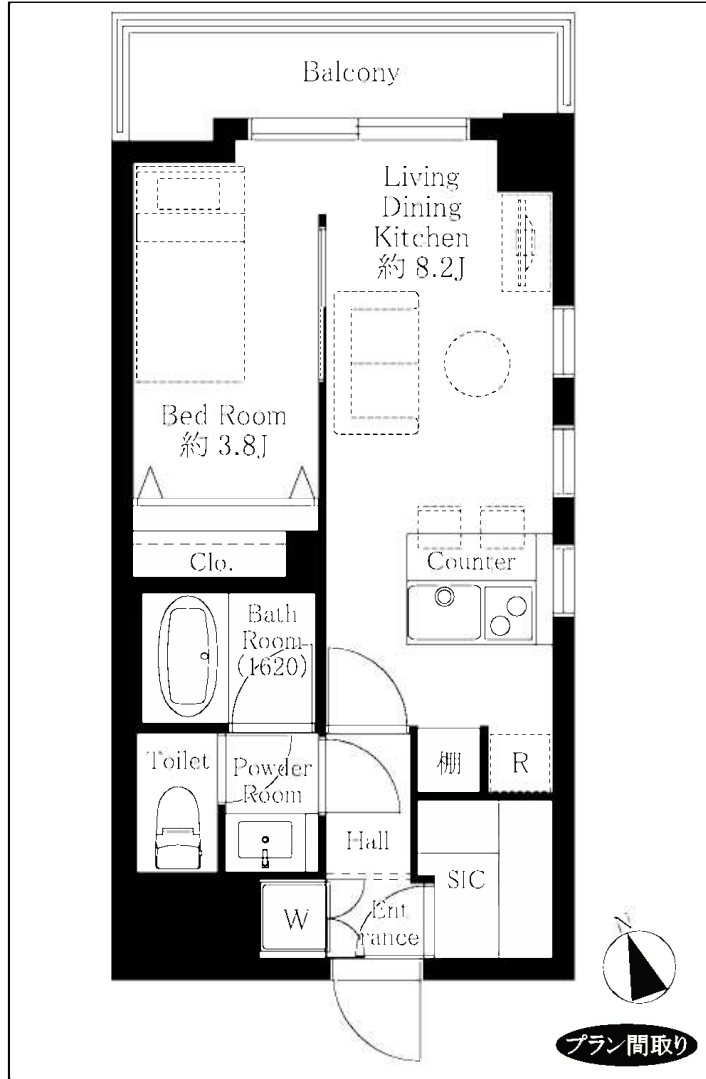 Balcony
Living
Dining
Kitchen
約 8.2J
Bed Room
約 3.8J
Clo.
Counter
Bath
Room
(1620)
Toilet
Powder
Room
棚
R
Hall
SIC
W
Ent
rance
N
プラン間取り